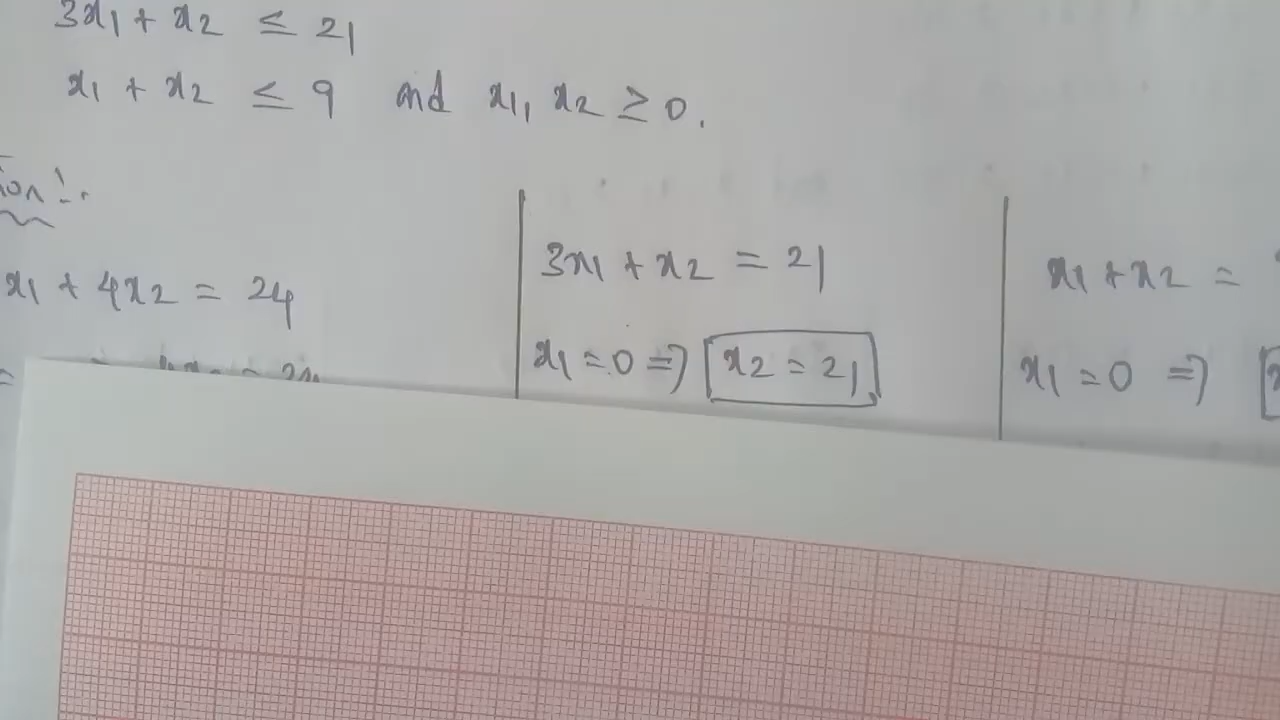 3x₁ + x₂ ≤ 21
x₁ + x₂ ≤ 9 and x₁, x₂ ≥ 0.
x₁ + 4x₂ = 24
3x₁ + x₂ = 21
x₁ = 0 ⇒ x₂ = 21
x₁ + x₂ =
x₁ = 0 ⇒